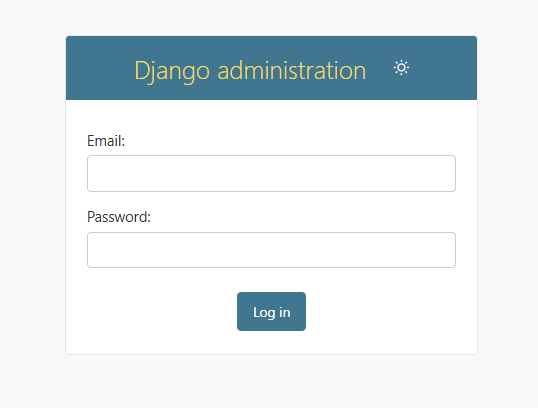 Django administration
Email:
Password:
Log in